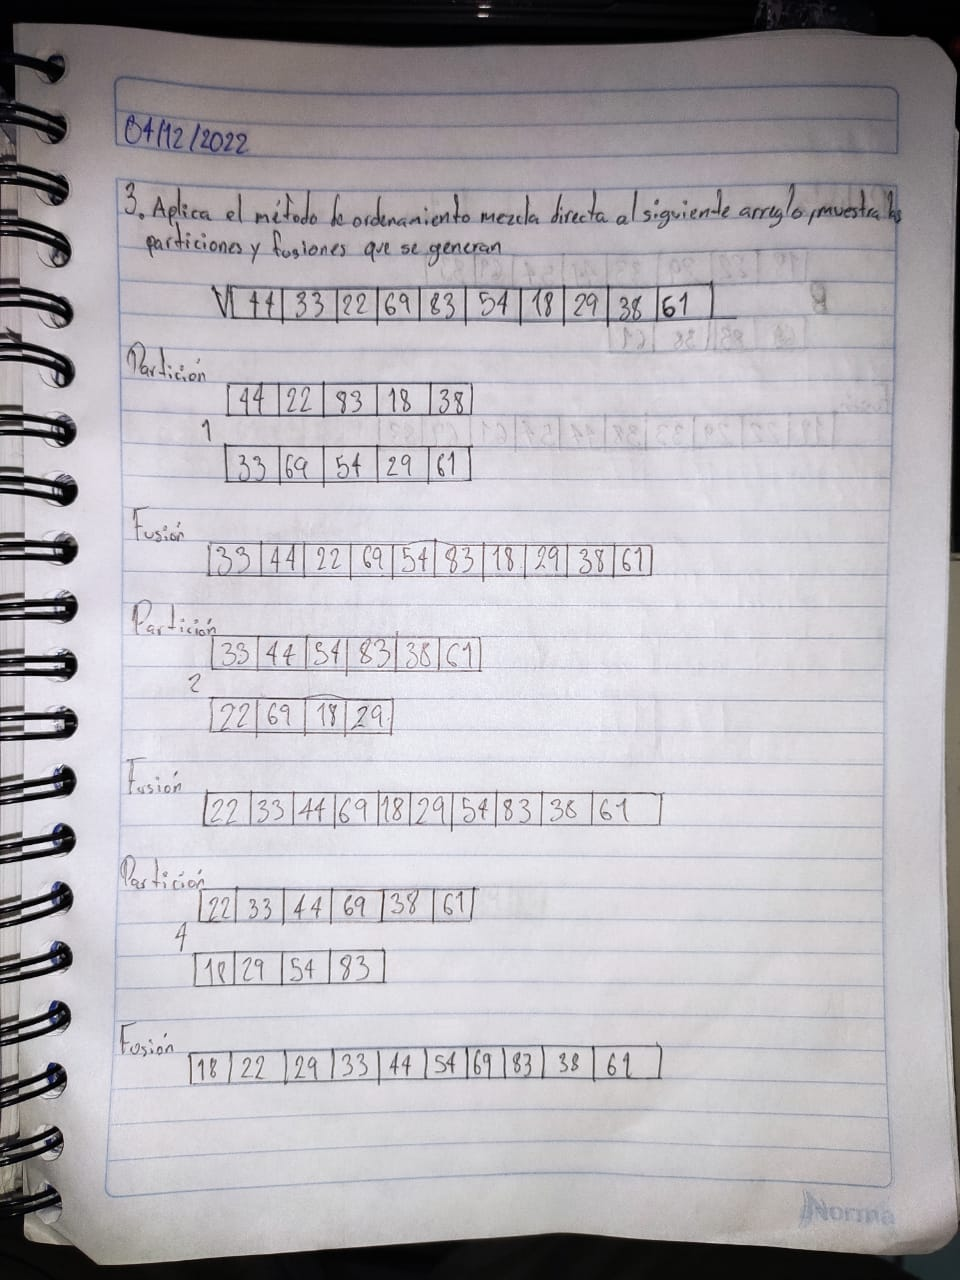 04/12/2022
3. Aplica el método de ordenamiento mezcla directa al siguiente arreglo, muestra las
particiones y fusiones que se generan
V 44 33 22 69 83 54 18 29 38 61
Partición
44 22 83 18 38
1
33 69 54 29 61
Fusión
33 44 22 69 54 83 18 29 38 61
Partición
33 44 54 83 38 61
2
22 69 18 29
Fusión
22 33 44 69 18 29 54 83 38 61
Partición
22 33 44 69 38 61
4
18 29 54 83
Fusión
18 22 29 33 44 54 69 83 38 61
Norma